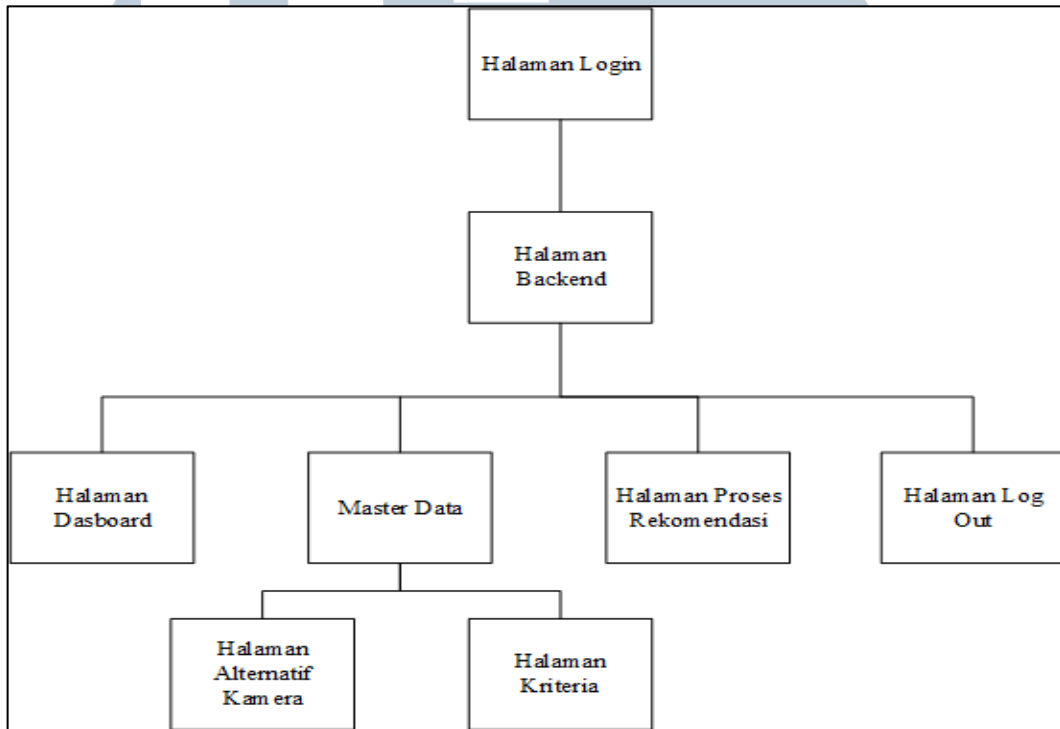 Halaman Login
Halaman
Backend
Halaman
Dasboard
Master Data
Halaman Proses
Rekomendasi
Halaman Log
Out
Halaman
Alternatif
Kamera
Halaman
Kriteria